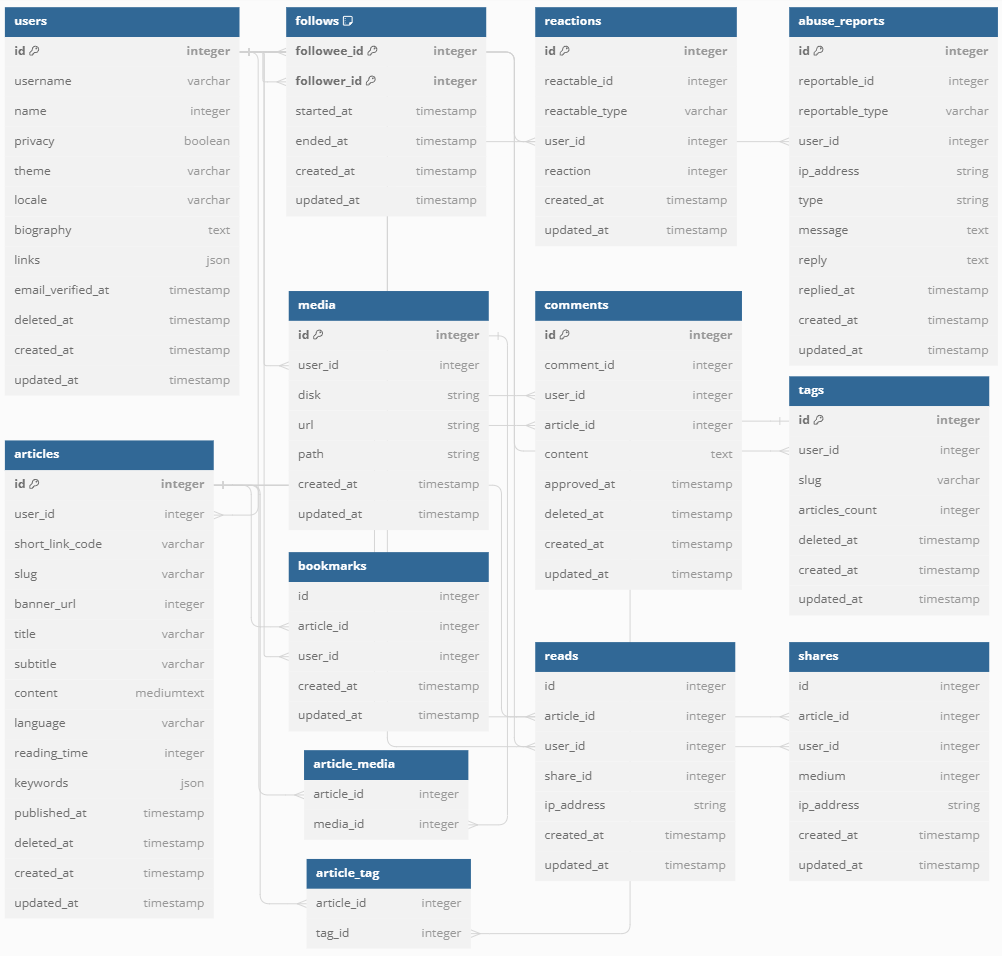 users
id integer
username varchar
name integer
privacy boolean
theme varchar
locale varchar
biography text
links json
email_verified_at timestamp
deleted_at timestamp
created_at timestamp
updated_at timestamp
follows
followee_id integer
follower_id integer
started_at timestamp
ended_at timestamp
created_at timestamp
updated_at timestamp
reactions
id integer
reactable_id integer
reactable_type varchar
user_id integer
reaction integer
created_at timestamp
updated_at timestamp
abuse_reports
id integer
reportable_id integer
reportable_type varchar
user_id integer
ip_address string
type string
message text
reply text
replied_at timestamp
created_at timestamp
updated_at timestamp
media
id integer
user_id integer
disk string
url string
path string
created_at timestamp
updated_at timestamp
comments
id integer
comment_id integer
user_id integer
article_id integer
content text
approved_at timestamp
deleted_at timestamp
created_at timestamp
updated_at timestamp
tags
id integer
user_id integer
slug varchar
articles_count integer
deleted_at timestamp
created_at timestamp
updated_at timestamp
articles
id integer
user_id integer
short_link_code varchar
slug varchar
banner_url integer
title varchar
subtitle varchar
content mediumtext
language varchar
reading_time integer
keywords json
published_at timestamp
deleted_at timestamp
created_at timestamp
updated_at timestamp
bookmarks
id integer
article_id integer
user_id integer
created_at timestamp
updated_at timestamp
reads
id integer
article_id integer
user_id integer
share_id integer
ip_address string
created_at timestamp
updated_at timestamp
shares
id integer
article_id integer
user_id integer
medium integer
ip_address string
created_at timestamp
updated_at timestamp
article_media
article_id integer
media_id integer
article_tag
article_id integer
tag_id integer